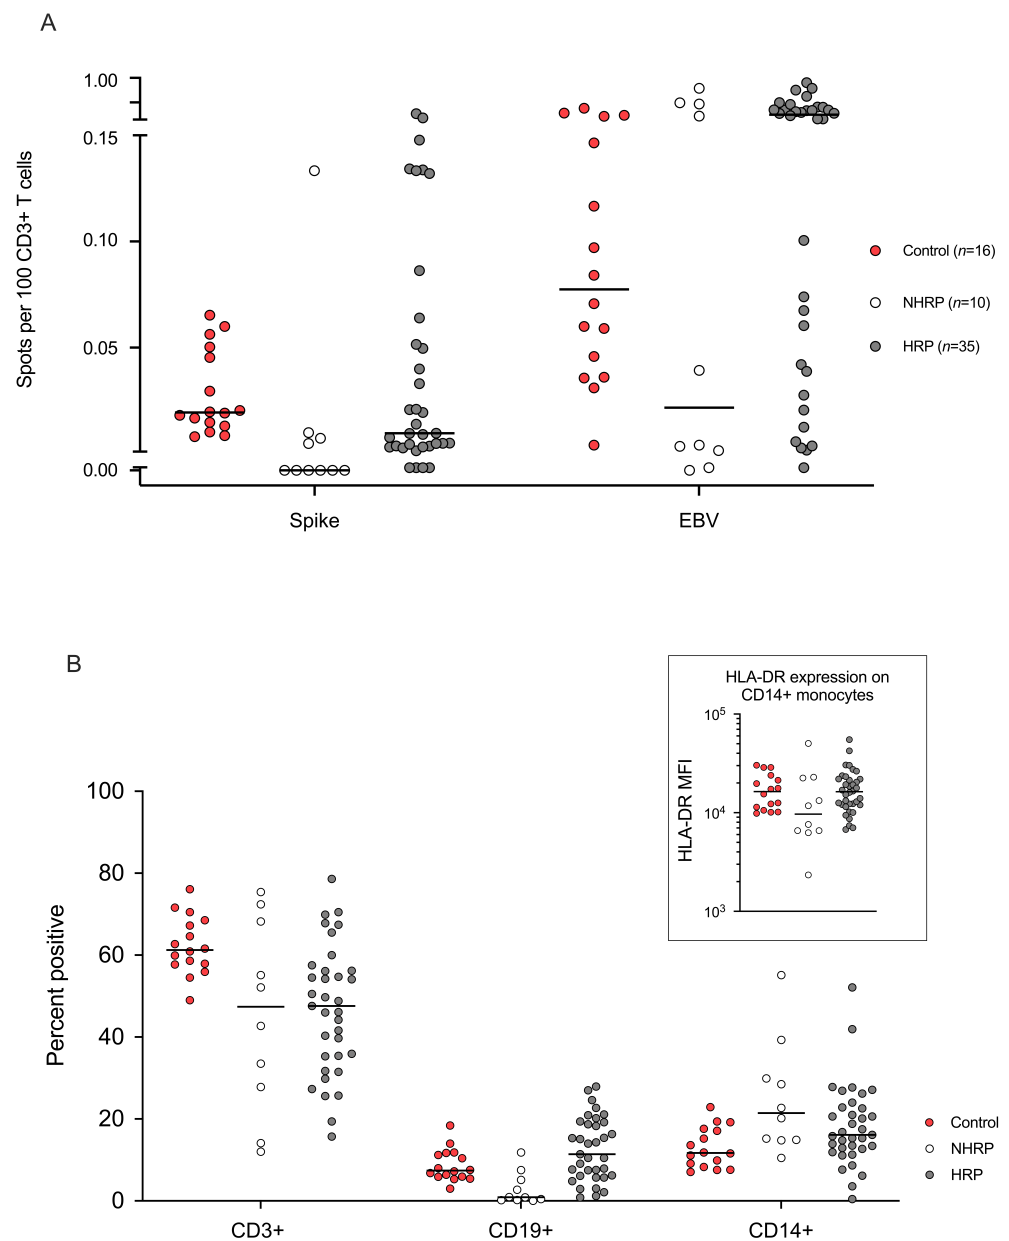 A
1.00
0.15
0.10
0.05
0.00
Spots per 100 CD3+ T cells
Spike
EBV
Control (n=16)
NHRP (n=10)
HRP (n=35)
B
HLA-DR expression on
CD14+ monocytes
10⁵
10⁴
10³
HLA-DR MFI
100
80
60
40
20
0
Percent positive
CD3+
CD19+
CD14+
Control
NHRP
HRP